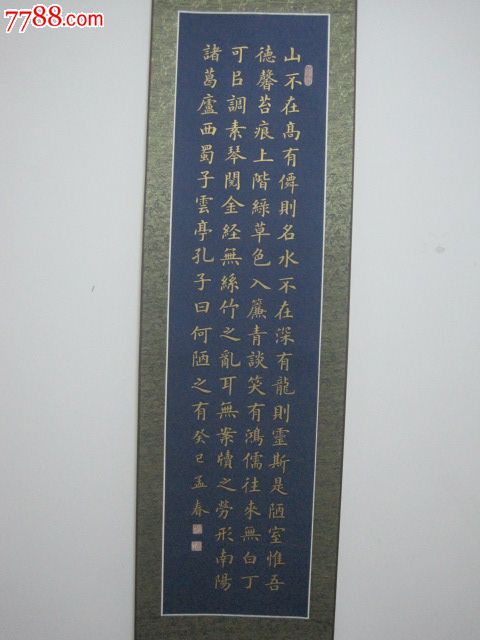 7788.com
山不在高有僊則名水不在深有龍則靈斯是陋室惟吾
德馨苔痕上階綠草色入簾青談笑有鴻儒往來無白丁
可㠯調素琴閱金経無絲竹之亂耳無案牘之勞形南陽
諸葛廬西蜀子雲亭孔子曰何陋之有癸巳孟春